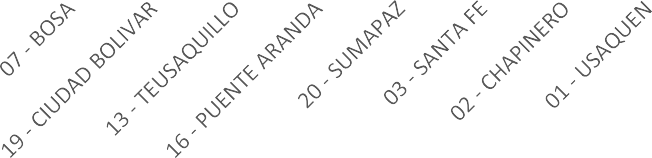 07 - BOSA
19 - CIUDAD BOLIVAR
13 - TEUSAQUILLO
16 - PUENTE ARANDA
20 - SUMAPAZ
03 - SANTA FE
02 - CHAPINERO
01 - USAQUEN